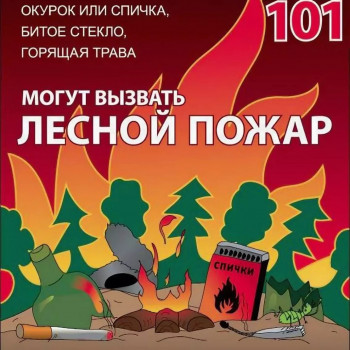 ОКУРОК ИЛИ СПИЧКА,
101
БИТОЕ СТЕКЛО,
ГОРЯЩАЯ ТРАВА
МОГУТ ВЫЗВАТЬ
ЛЕСНОЙ ПОЖАР
СПИЧКИ